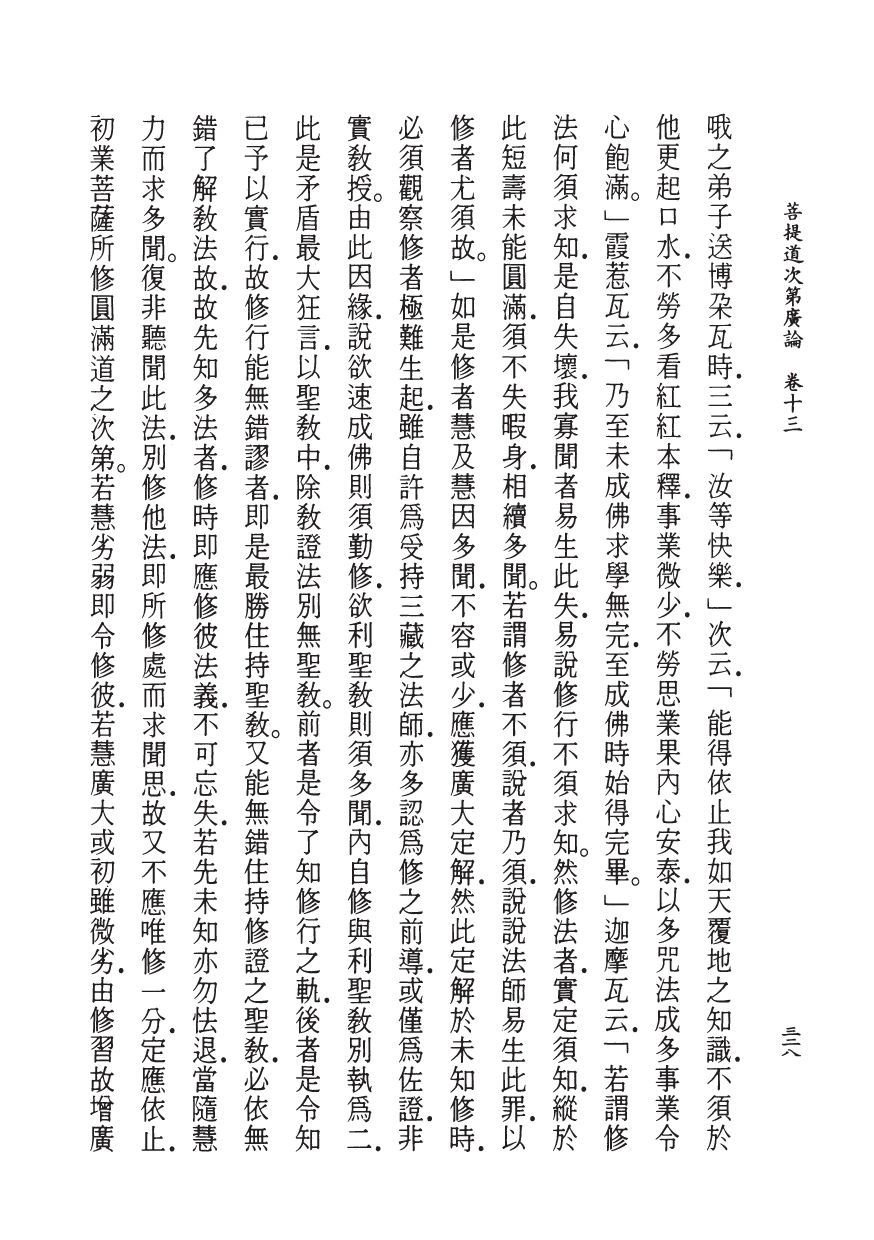 菩提道次第廣論　卷十三
三三八
哦之弟子送博朶瓦時．三云．「汝等快樂．」次云．「能得依止我如天覆地之知識．不須於
他更起口水．不勞多看紅紅本釋．事業微少．不勞思業果內心安泰．以多咒法成多事業令
心飽滿。」霞惹瓦云．「乃至未成佛求學無完．至成佛時始得完畢。」迦摩瓦云．「若謂修
法何須求知．是自失壞．我寡聞者易生此失．易說修行不須求知。然修法者．實定須知．縱於
此短壽未能圓滿．須不失暇身．相續多聞。若謂修者不須．說者乃須．說說法師易生此罪．以
修者尤須故。」如是修者慧及慧因多聞．不容或少．應獲廣大定解．然此定解於未知修時．
必須觀察修者．極難生起．雖自許爲受持三藏之法師．亦多認爲修之前導．或僅爲佐證．非
實教授。由此因緣．說欲速成佛則須勤修．欲利聖教則須多聞．內自修與利聖教別執爲二．
此是矛盾最大狂言．以聖教中．除教證法別無聖教。前者是令了知修行之軌．後者是令知
已予以實行．故修行能無錯謬者．即是最勝住持聖教。又能無錯住持修證之聖教．必依無
錯了解教法故．故先知多法者．修時即應修彼法義．不可忘失．若先未知亦勿怯退．當隨慧
力而求多聞。復非聽聞此法．別修他法．即所修處而求聞思．故又不應唯修一分．定應依止．
初業菩薩所修圓滿道之次第。若慧劣弱即令修彼．若慧廣大或初雖微劣．由修習故增廣